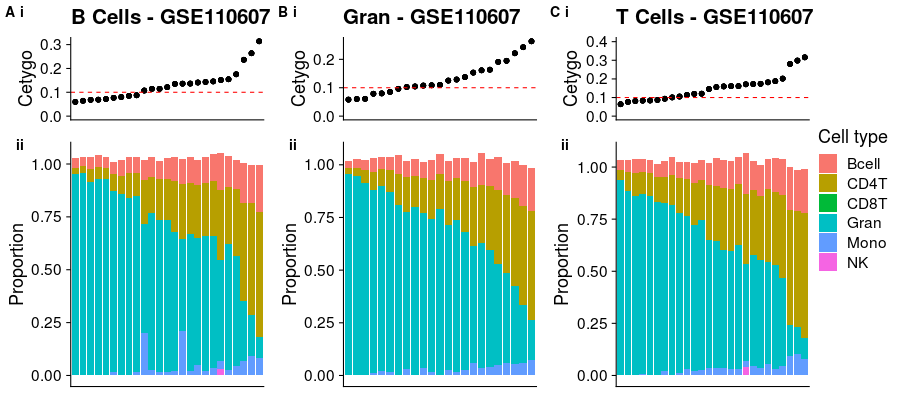 A i
B Cells - GSE110607
Cetygo
0.3
0.2
0.1
0.0
ii
Proportion
1.00
0.75
0.50
0.25
0.00
B i
Gran - GSE110607
Cetygo
0.2
0.1
0.0
ii
Proportion
1.00
0.75
0.50
0.25
0.00
C i
T Cells - GSE110607
Cetygo
0.4
0.3
0.2
0.1
0.0
ii
Proportion
1.00
0.75
0.50
0.25
0.00
Cell type
Bcell
CD4T
CD8T
Gran
Mono
NK